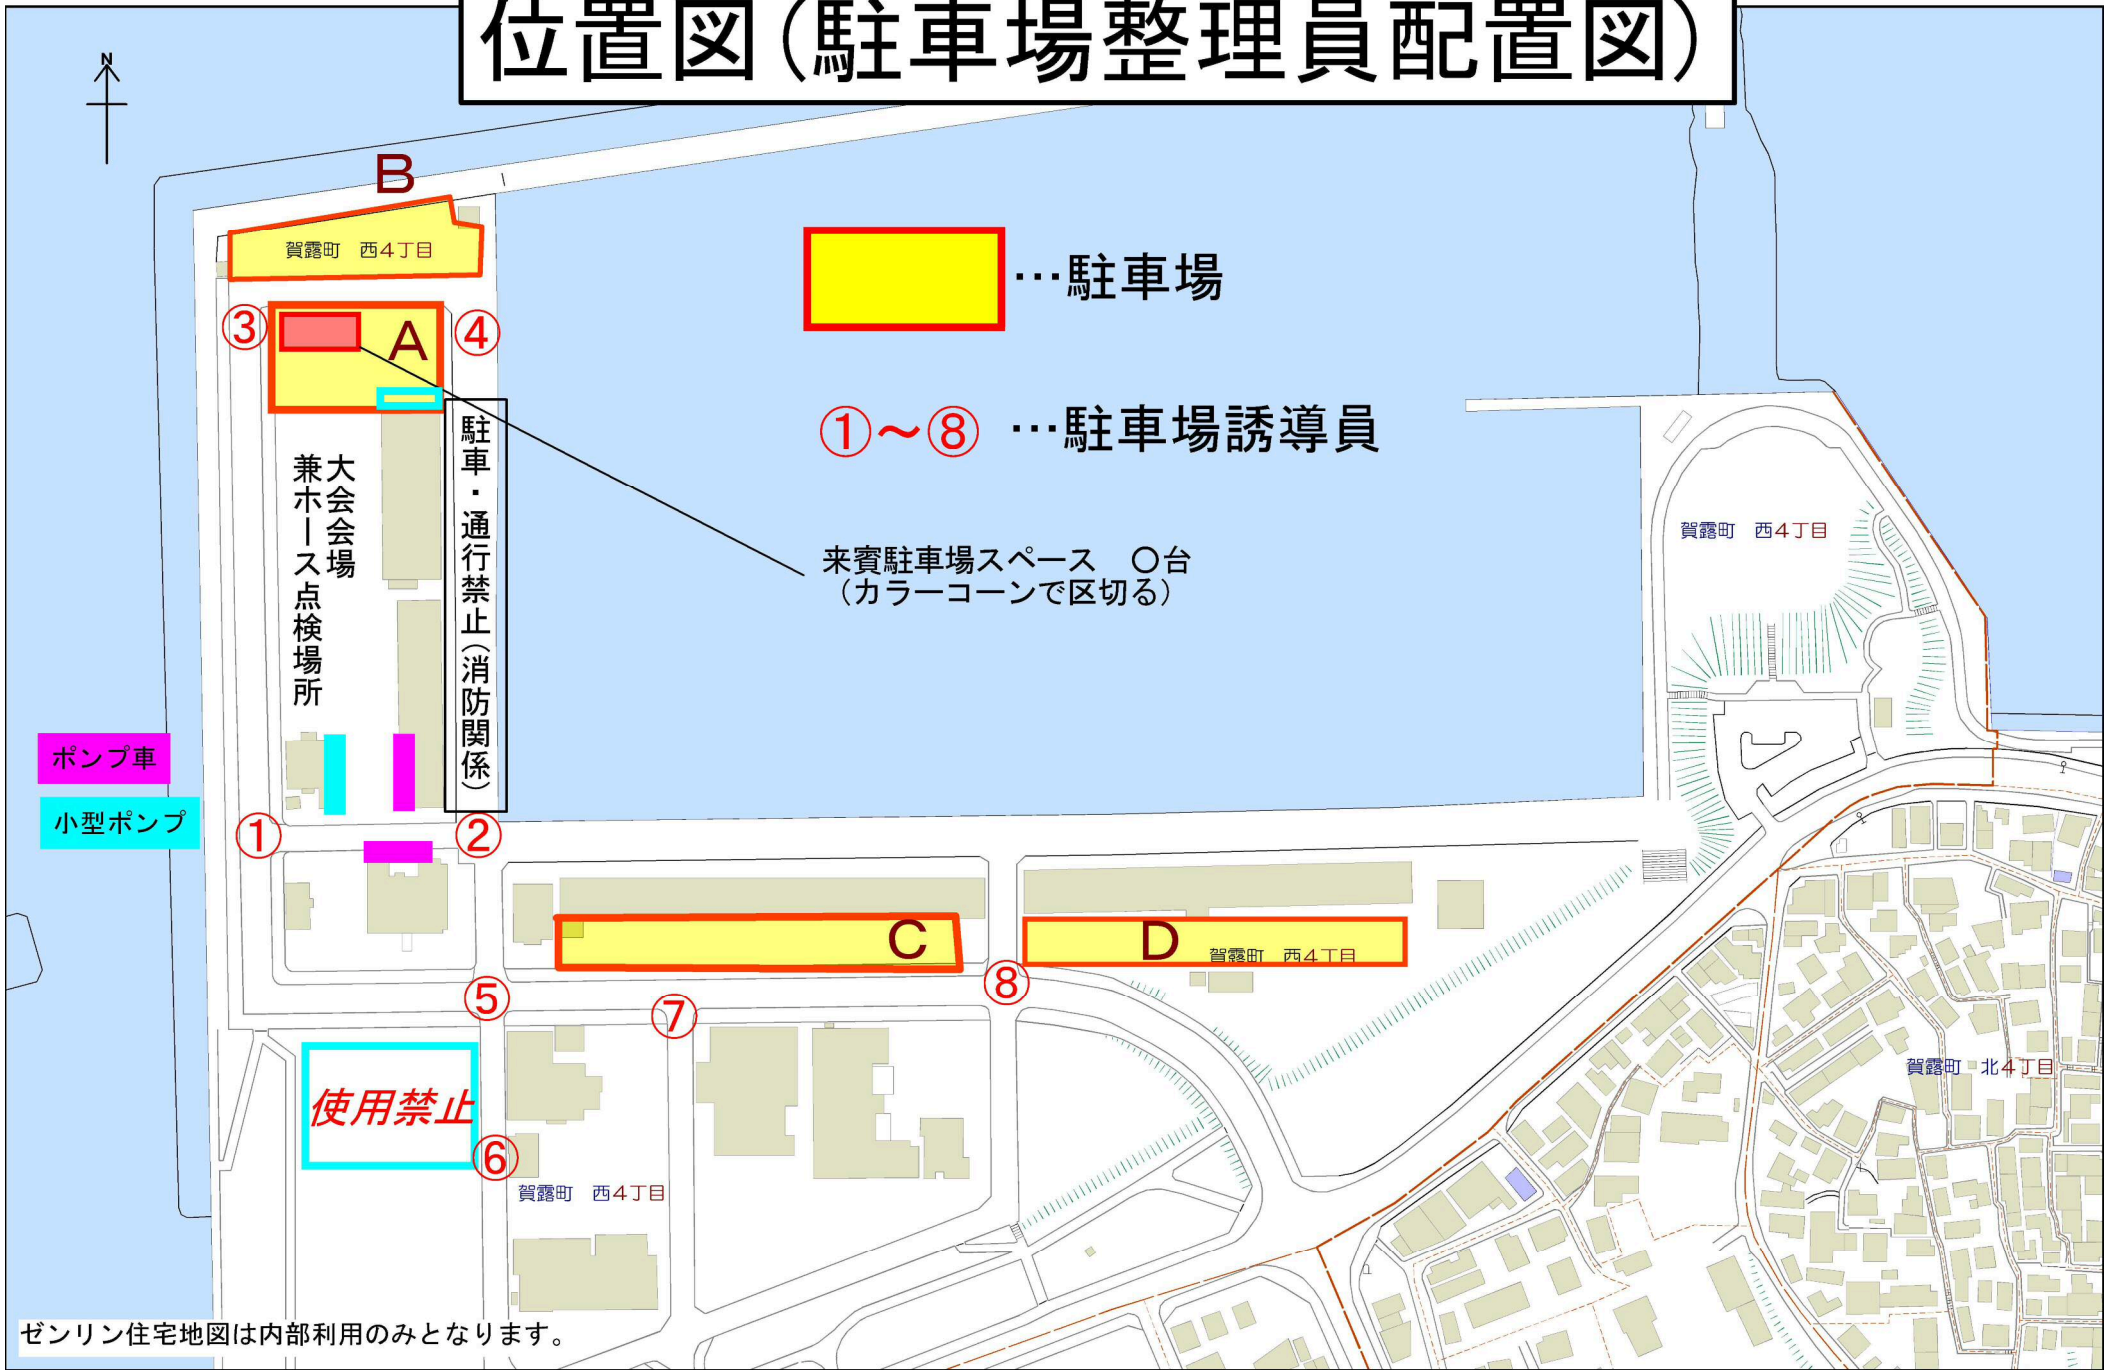 位置図(駐車場整理員配置図)
N
B
賀露町 西4丁目
…駐車場
③
A
④
①～⑧ …駐車場誘導員
駐車・通行禁止(消防関係)
大会会場
兼ホース点検場所
来賓駐車場スペース 〇台
(カラーコーンで区切る)
賀露町 西4丁目
ポンプ車
小型ポンプ
①
②
C
D
賀露町 西4丁目
⑤
⑦
⑧
使用禁止
⑥
賀露町 西4丁目
賀露町 北4丁目
ゼンリン住宅地図は内部利用のみとなります。